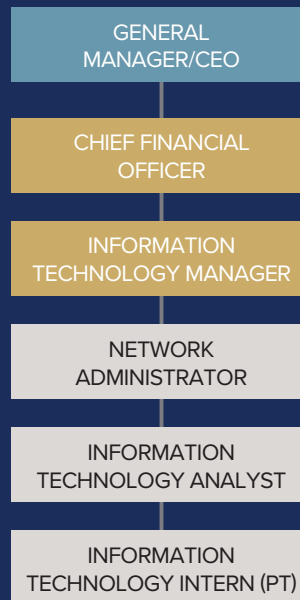 GENERAL
MANAGER/CEO
CHIEF FINANCIAL
OFFICER
INFORMATION
TECHNOLOGY MANAGER
NETWORK
ADMINISTRATOR
INFORMATION
TECHNOLOGY ANALYST
INFORMATION
TECHNOLOGY INTERN (PT)